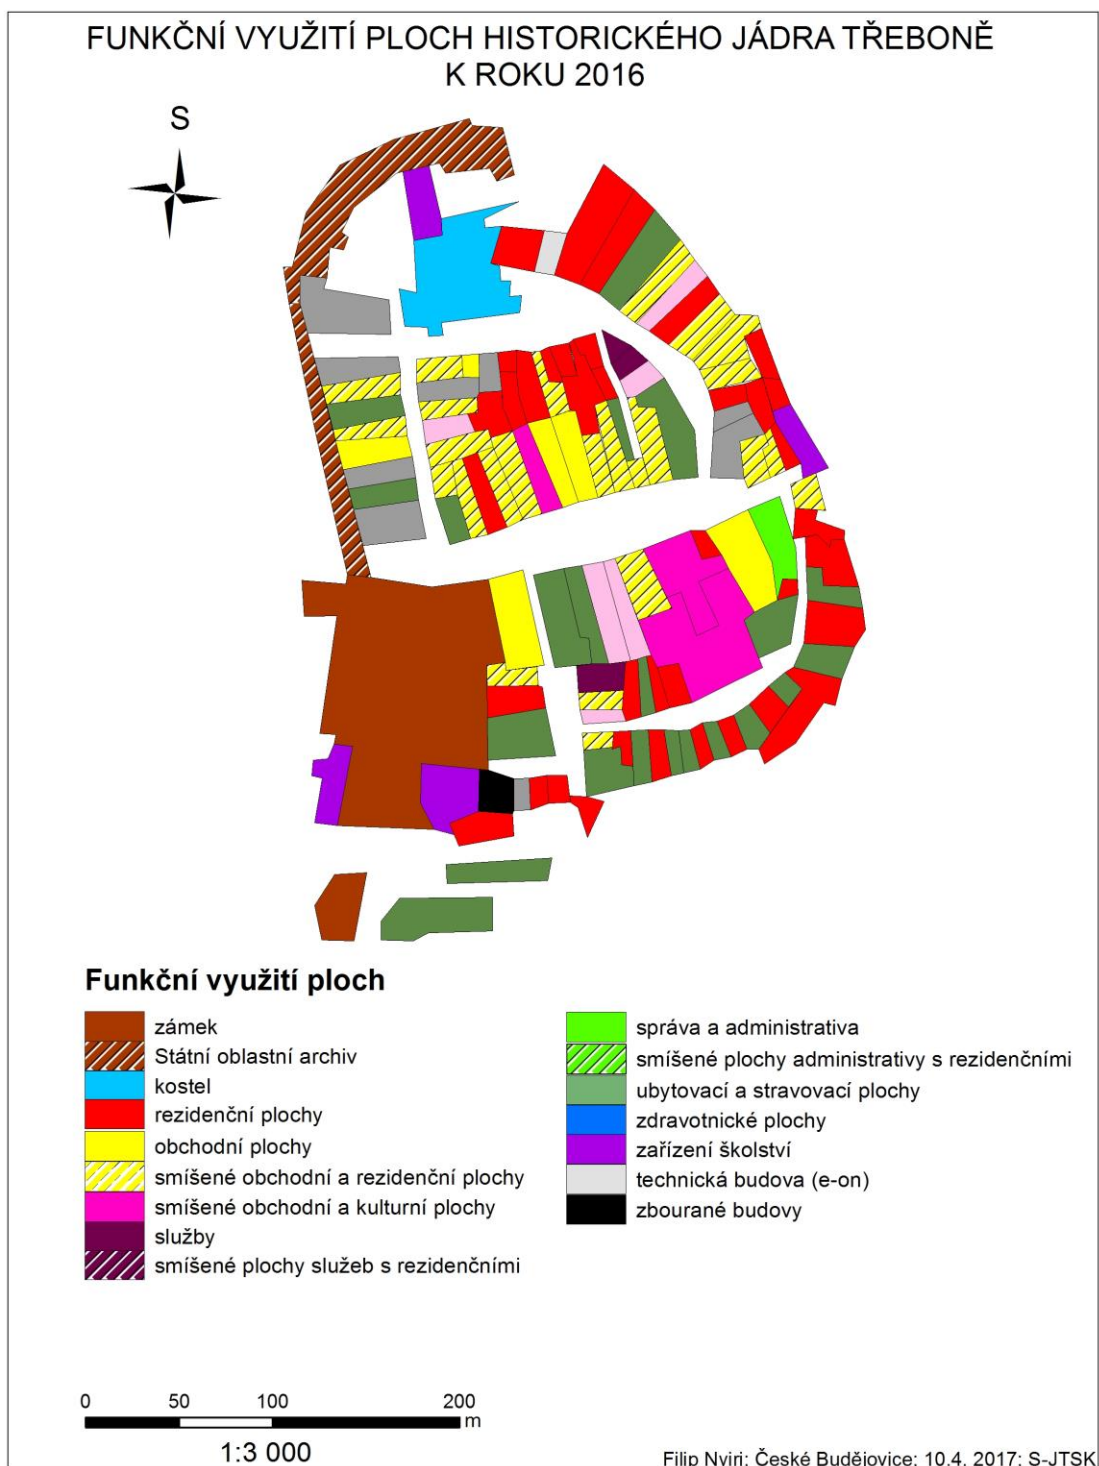 FUNKČNÍ VYUŽITÍ PLOCH HISTORICKÉHO JÁDRA TŘEBONĚ
K ROKU 2016
S
Funkční využití ploch
zámek
Státní oblastní archiv
kostel
rezidenční plochy
obchodní plochy
smíšené obchodní a rezidenční plochy
smíšené obchodní a kulturní plochy
služby
smíšené plochy služeb s rezidenčními
správa a administrativa
smíšené plochy administrativy s rezidenčními
ubytovací a stravovací plochy
zdravotnické plochy
zařízení školství
technická budova (e-on)
zbourané budovy
0 50 100 200
m
1:3 000
Filip Nyiri; České Budějovice; 10.4. 2017; S-JTSK